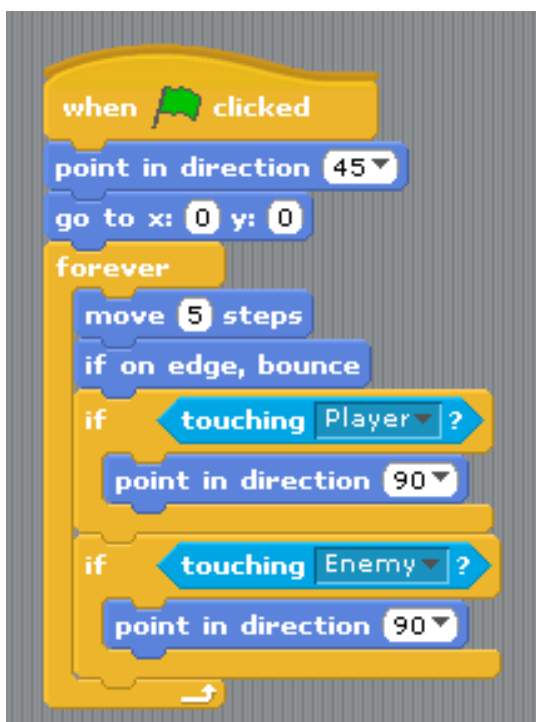 when clicked
point in direction 45
go to x: 0 y: 0
forever
move 5 steps
if on edge, bounce
if touching Player ?
point in direction 90
if touching Enemy ?
point in direction 90